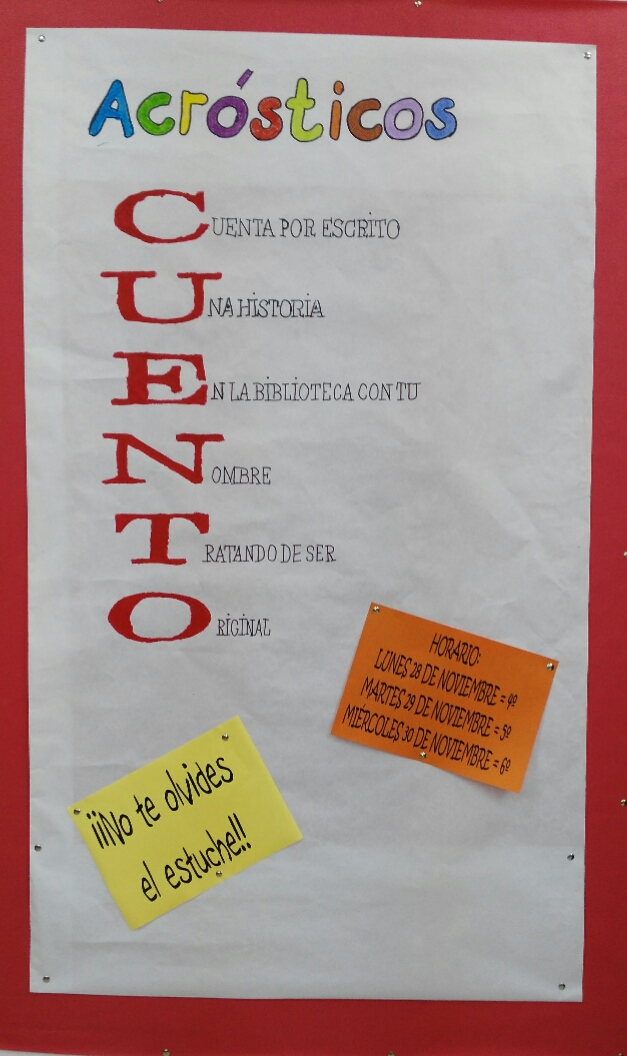 Acrósticos
CUENTA POR ESCRITO
UNA HISTORIA
EN LA BIBLIOTECA CON TU
NOMBRE
TRATANDO DE SER
ORIGINAL
HORARIO:
LUNES 28 DE NOVIEMBRE = 4º
MARTES 29 DE NOVIEMBRE = 5º
MIÉRCOLES 30 DE NOVIEMBRE = 6º
¡¡No te olvides
el estuche!!